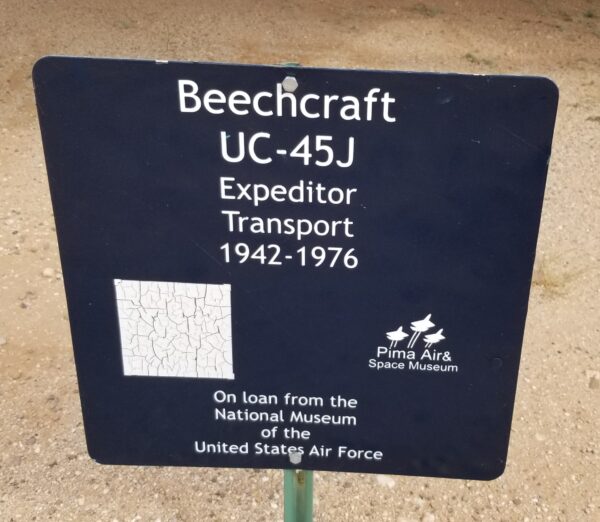 Beechcraft
UC-45J
Expeditor
Transport
1942-1976
Pima Air&
Space Museum
On loan from the
National Museum
of the
United States Air Force